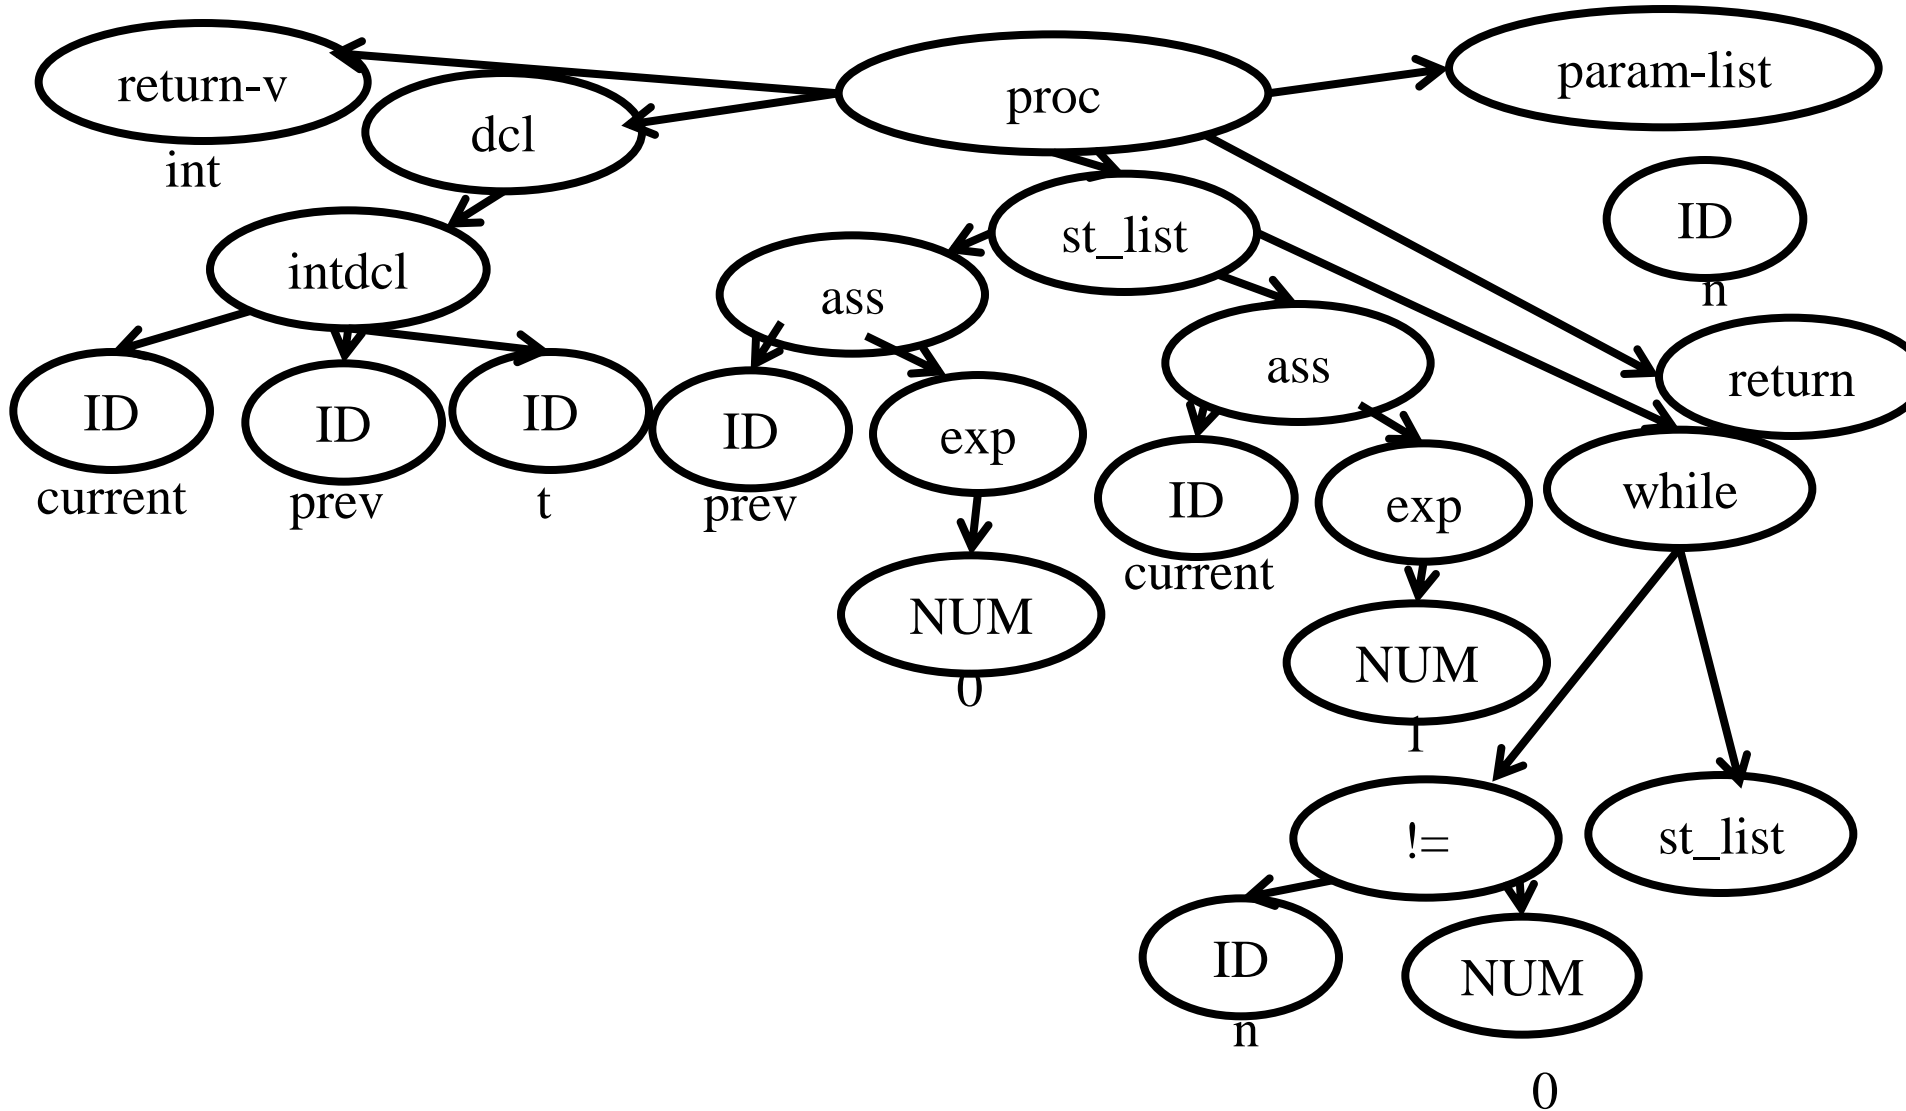 return-v
proc
param-list
dcl
int
ID
st_list
intdcl
ass
n
ass
return
ID
ID
ID
ID
exp
while
current
prev
t
prev
ID
exp
current
NUM
NUM
0
1
!=
st_list
ID
NUM
n
0